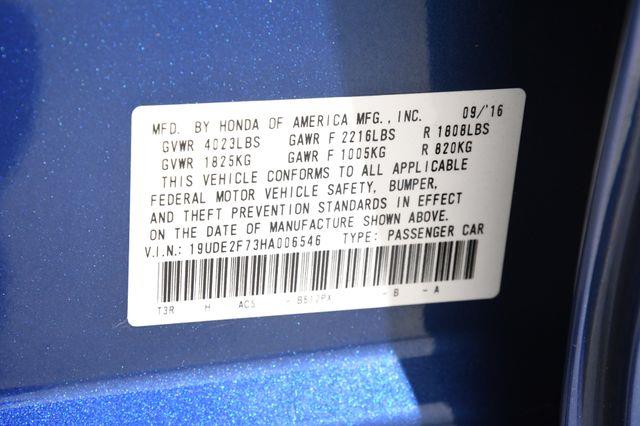 MFD. BY HONDA OF AMERICA MFG., INC. 09/'16
GVWR 4023LBS GAWR F 2216LBS R 1808LBS
GVWR 1825KG GAWR F 1005KG R 820KG
THIS VEHICLE CONFORMS TO ALL APPLICABLE
FEDERAL MOTOR VEHICLE SAFETY, BUMPER,
AND THEFT PREVENTION STANDARDS IN EFFECT
ON THE DATE OF MANUFACTURE SHOWN ABOVE.
V.I.N.: 19UDE2F73HA006546 TYPE: PASSENGER CAR
T3R H AC5 - B - A